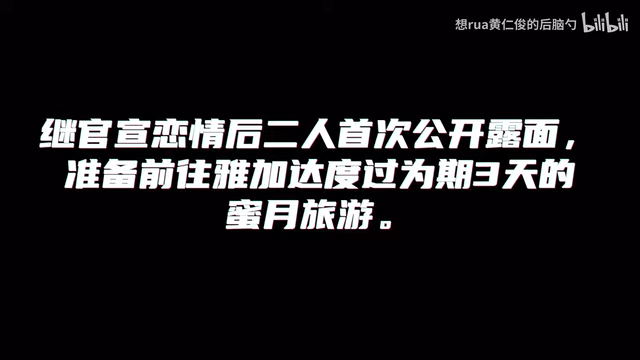 想rua黄仁俊的后脑勺 bilibili
继官宣恋情后二人首次公开露面，
准备前往雅加达度过为期3天的
蜜月旅游。